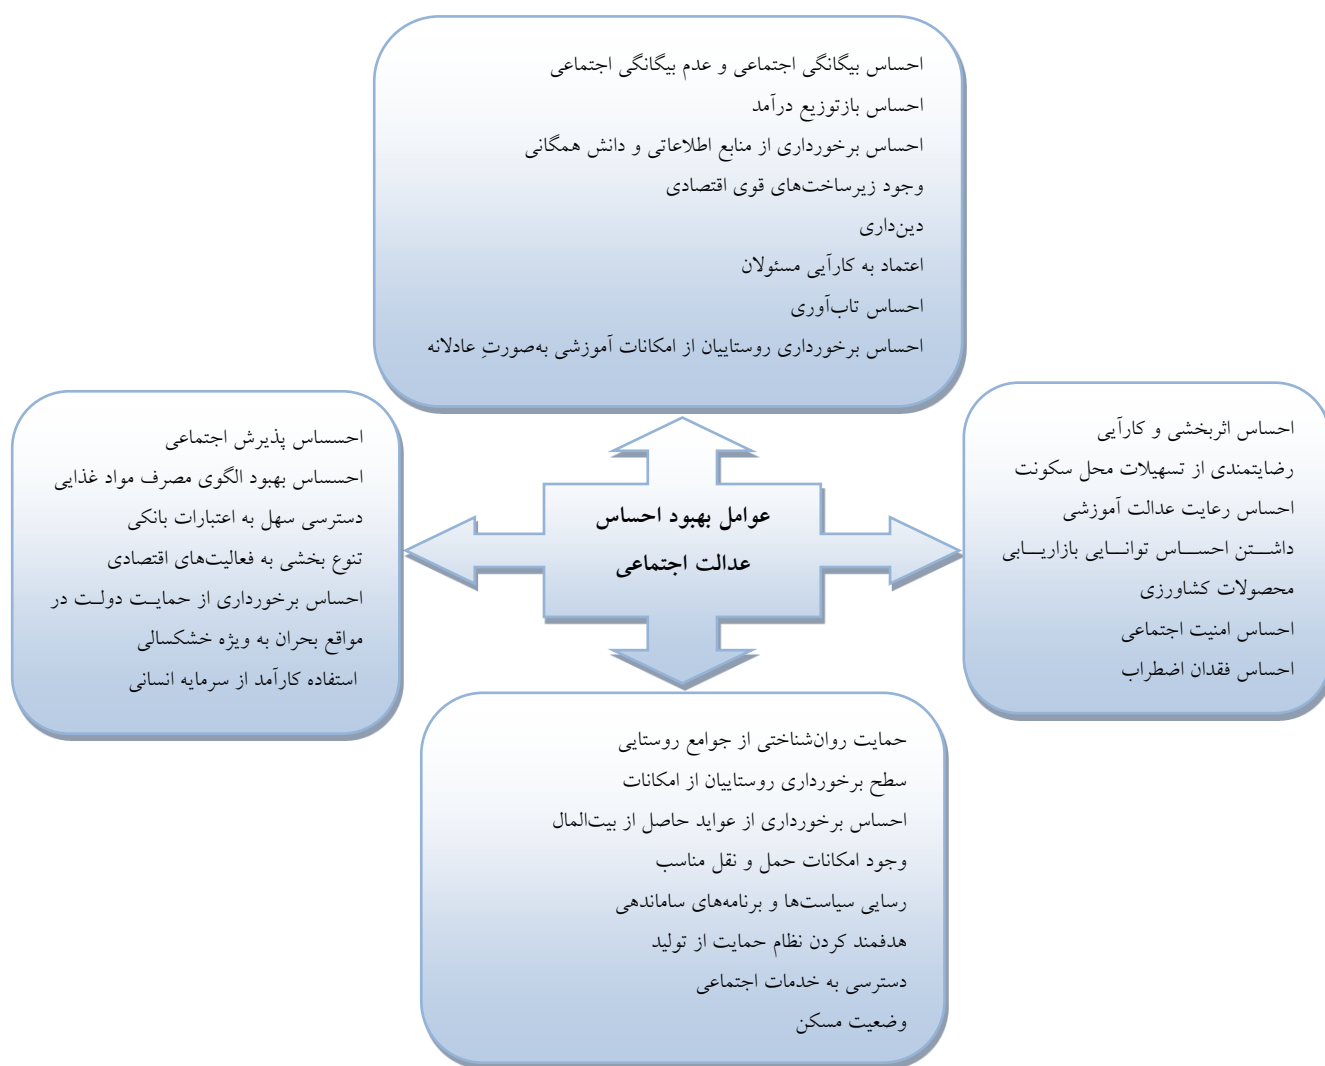 احساس بیگانگی اجتماعی و عدم بیگانگی اجتماعی
احساس بازتوزیع درآمد
احساس برخورداری از منابع اطلاعاتی و دانش همگانی
وجود زیرساخت‌های قوی اقتصادی
دین‌داری
اعتماد به کارآیی مسئولان
احساس تاب‌آوری
احساس برخورداری روستاییان از امکانات آموزشی به‌صورتِ عادلانه
احساس اثربخشی و کارآیی
رضایتمندی از تسهیلات محل سکونت
احساس رعایت عدالت آموزشی
داشــتن احســاس توانــایی بازاریــابی
محصولات کشاورزی
احساس امنیت اجتماعی
احساس فقدان اضطراب
عوامل بهبود احساس
عدالت اجتماعی
احسساس پذیرش اجتماعی
احسساس بهبود الگوی مصرف مواد غذایی
دسترسی سهل به اعتبارات بانکی
تنوع بخشی به فعالیت‌های اقتصادی
احساس برخورداری از حمایـت دولـت در
مواقع بحران به ویژه خشکسالی
استفاده کارآمد از سرمایه انسانی
حمایت روان‌شناختی از جوامع روستایی
سطح برخورداری روستاییان از امکانات
احساس برخورداری از عواید حاصل از بیت‌المال
وجود امکانات حمل و نقل مناسب
رسایی سیاست‌ها و برنامه‌های ساماندهی
هدفمند کردن نظام حمایت از تولید
دسترسی به خدمات اجتماعی
وضعیت مسکن